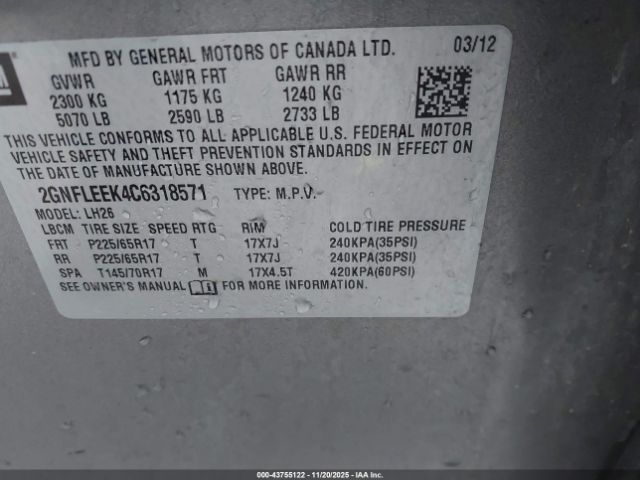 GM
MFD BY GENERAL MOTORS OF CANADA LTD. 03/12
GVWR GAWR FRT GAWR RR
2300 KG 1175 KG 1240 KG
5070 LB 2590 LB 2733 LB
THIS VEHICLE CONFORMS TO ALL APPLICABLE U.S. FEDERAL MOTOR
VEHICLE SAFETY AND THEFT PREVENTION STANDARDS IN EFFECT ON
THE DATE OF MANUFACTURE SHOWN ABOVE.
2GNFLEEK4C6318571 TYPE: M.P.V.
MODEL: LH26
LBCM TIRE SIZE SPEED RTG RIM COLD TIRE PRESSURE
FRT P225/65R17 T 17X7J 240KPA(35PSI)
RR P225/65R17 T 17X7J 240KPA(35PSI)
SPA T145/70R17 M 17X4.5T 420KPA(60PSI)
SEE OWNER'S MANUAL FOR MORE INFORMATION.
000-43755122 - 11/20/2025 - IAA, Inc.